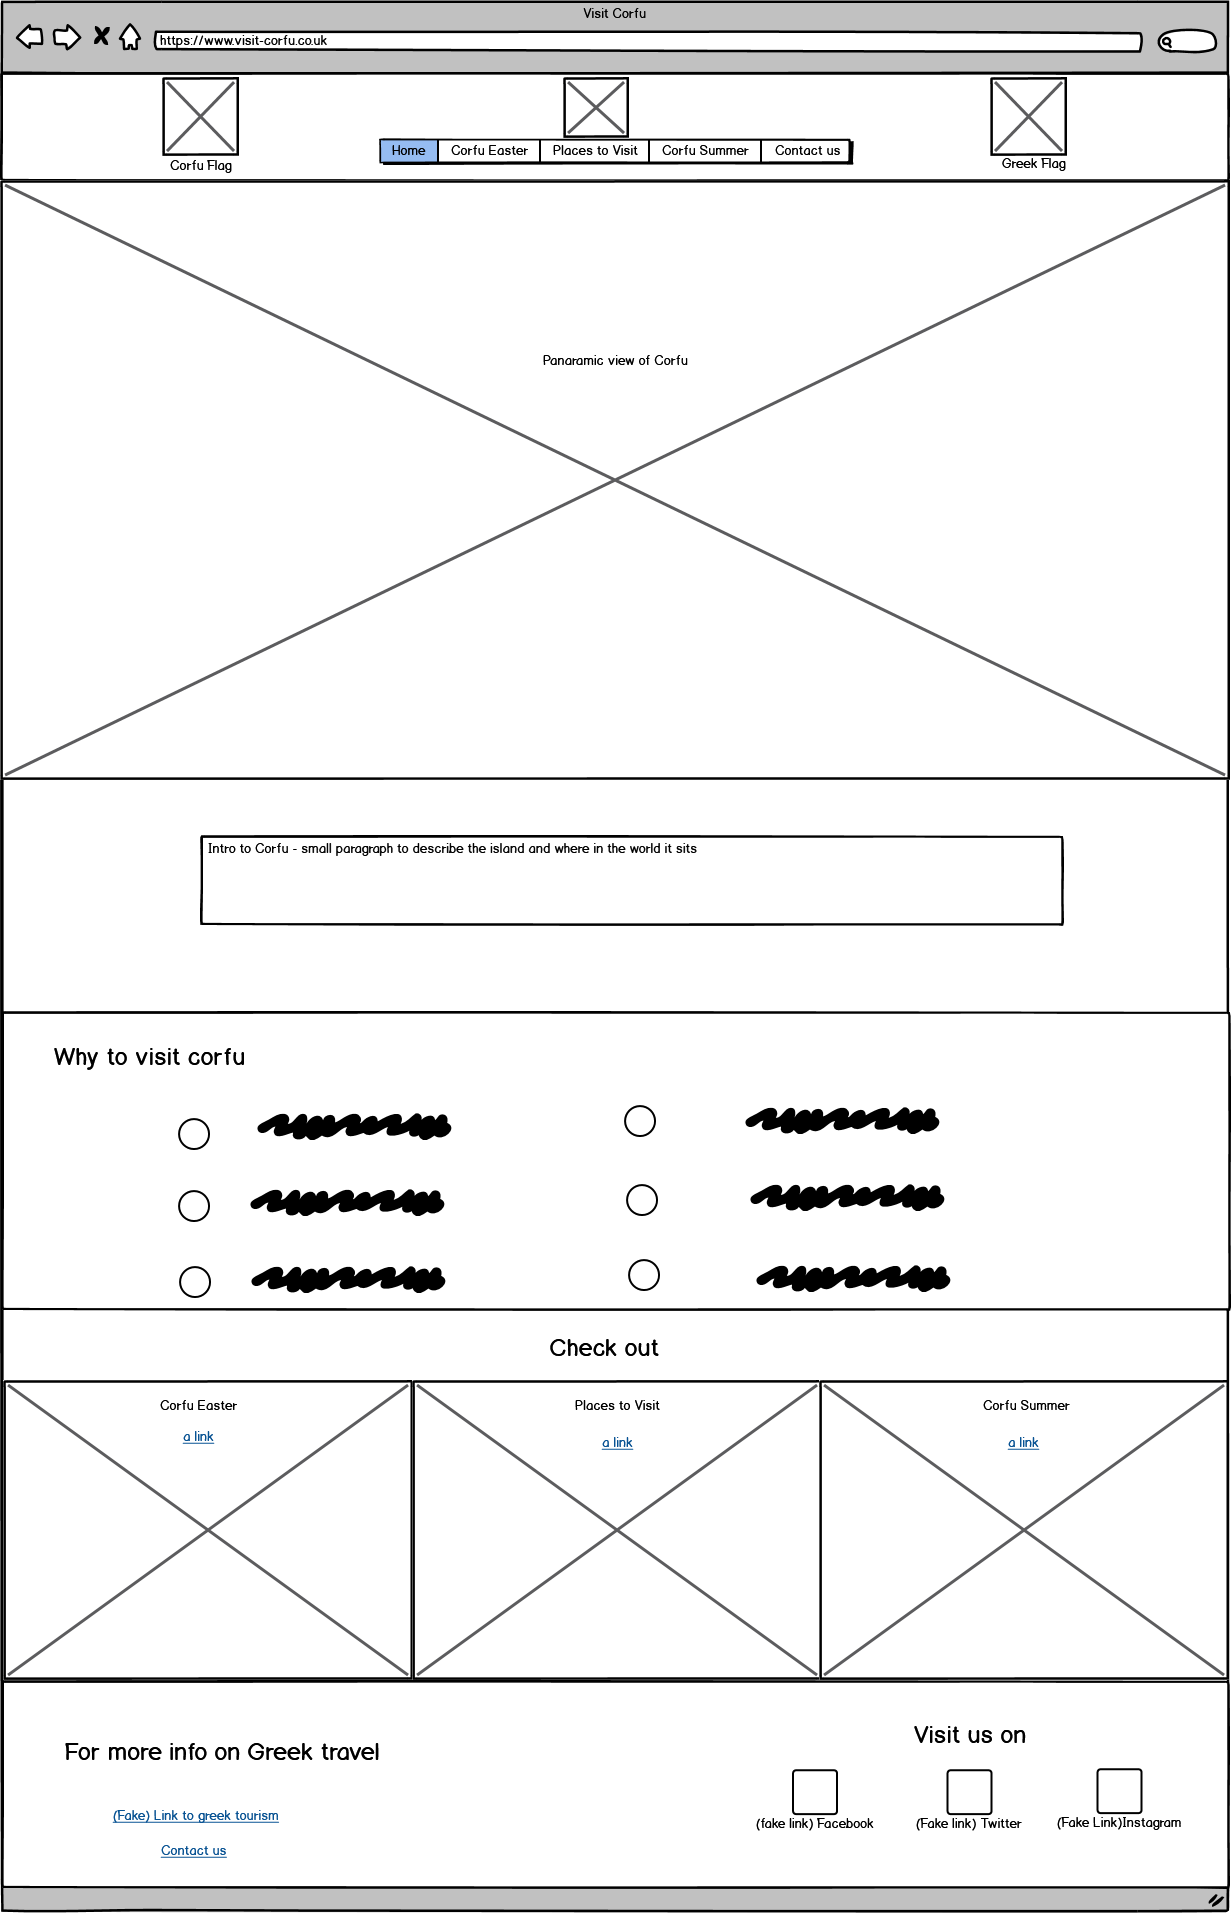 Visit Corfu
https://www.visit-corfu.co.uk
Corfu Flag
Greek Flag
Home Corfu Easter Places to Visit Corfu Summer Contact us
Panaramic view of Corfu
Intro to Corfu - small paragraph to describe the island and where in the world it sits
Why to visit corfu
Check out
Corfu Easter
a link
Places to Visit
a link
Corfu Summer
a link
For more info on Greek travel
(Fake) Link to greek tourism
Contact us
Visit us on
(fake link) Facebook
(Fake link) Twitter
(Fake Link)Instagram